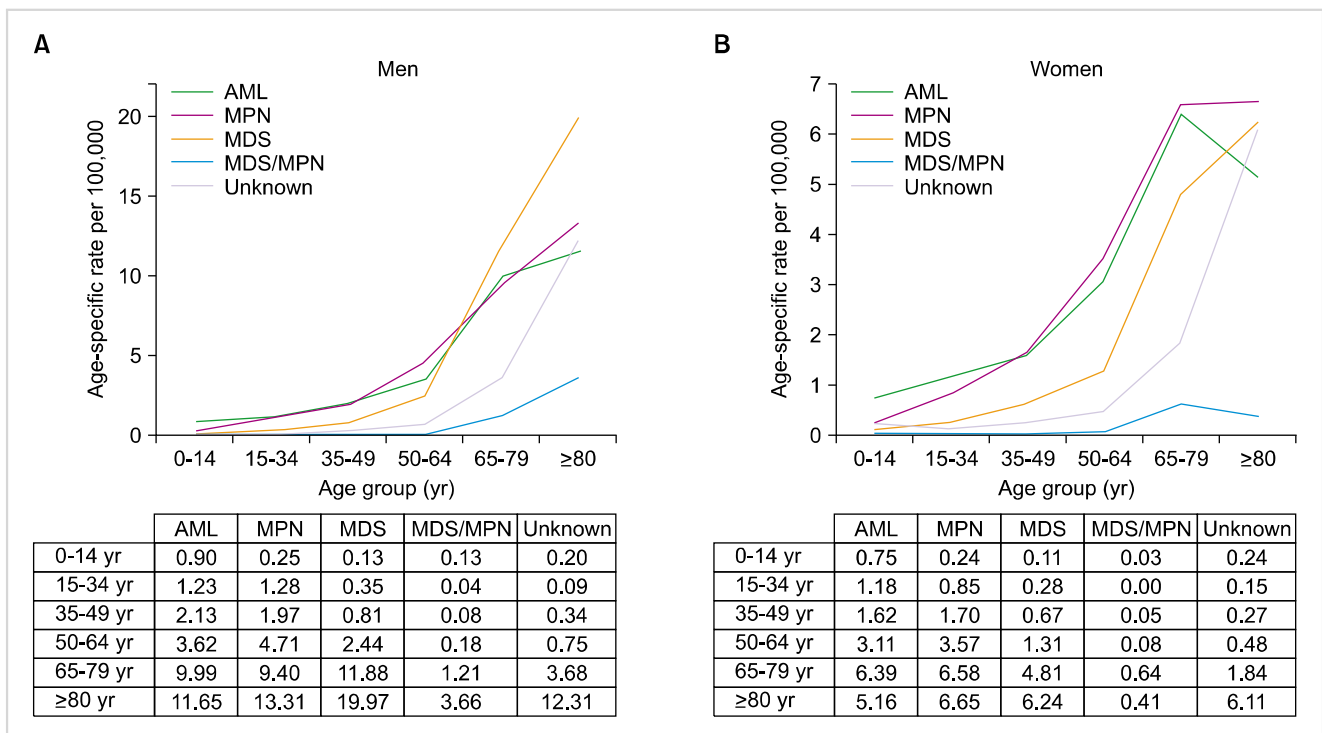 A
Men
AML
MPN
MDS
MDS/MPN
Unknown
Age-specific rate per 100,000
20
15
10
5
0
0-14 15-34 35-49 50-64 65-79 ≥80
Age group (yr)
AML MPN MDS MDS/MPN Unknown
0-14 yr 0.90 0.25 0.13 0.13 0.20
15-34 yr 1.23 1.28 0.35 0.04 0.09
35-49 yr 2.13 1.97 0.81 0.08 0.34
50-64 yr 3.62 4.71 2.44 0.18 0.75
65-79 yr 9.99 9.40 11.88 1.21 3.68
≥80 yr 11.65 13.31 19.97 3.66 12.31
B
Women
AML
MPN
MDS
MDS/MPN
Unknown
Age-specific rate per 100,000
7
6
5
4
3
2
1
0
0-14 15-34 35-49 50-64 65-79 ≥80
Age group (yr)
AML MPN MDS MDS/MPN Unknown
0-14 yr 0.75 0.24 0.11 0.03 0.24
15-34 yr 1.18 0.85 0.28 0.00 0.15
35-49 yr 1.62 1.70 0.67 0.05 0.27
50-64 yr 3.11 3.57 1.31 0.08 0.48
65-79 yr 6.39 6.58 4.81 0.64 1.84
≥80 yr 5.16 6.65 6.24 0.41 6.11